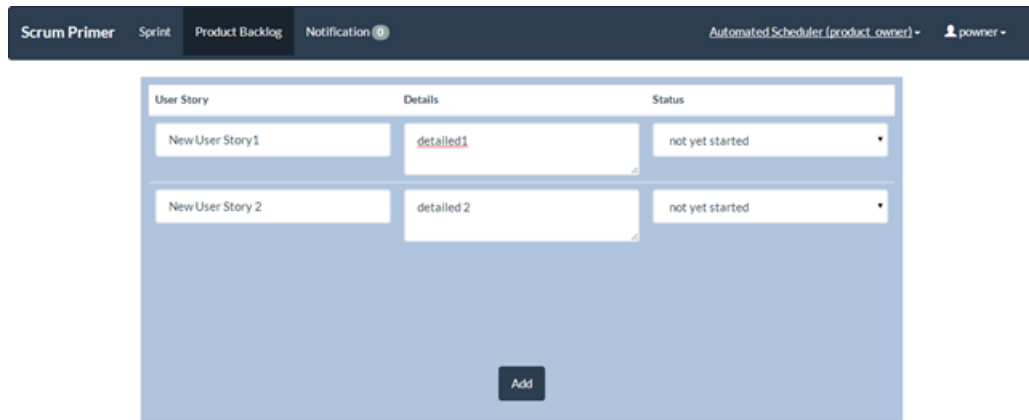 Scrum Primer Sprint Product Backlog Notification 0 Automated Scheduler (product_owner) powner
User Story Details Status
New User Story1 detailed1 not yet started
New User Story 2 detailed 2 not yet started
Add